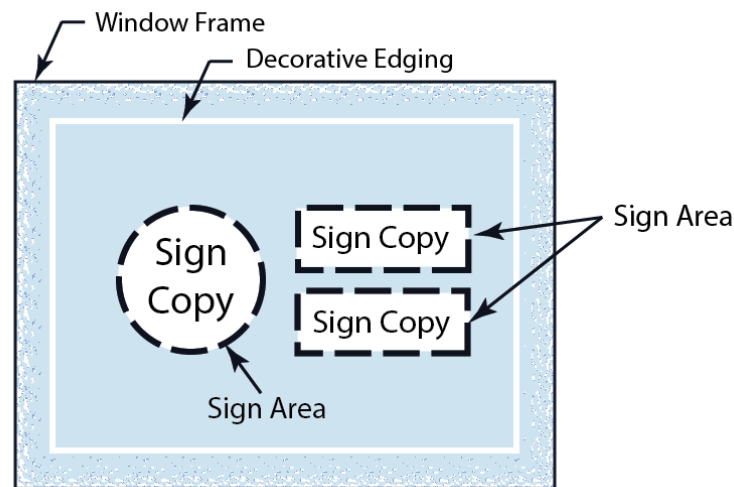 Window Frame
Decorative Edging
Sign
Copy
Sign Copy
Sign Copy
Sign Area
Sign Area